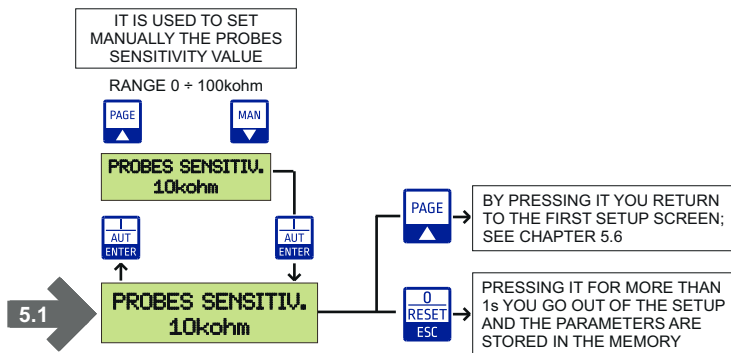 IT IS USED TO SET
MANUALLY THE PROBES
SENSITIVITY VALUE
RANGE 0 ÷ 100kohm
PAGE
MAN
PROBES SENSITIV.
10kohm
I
AUT
ENTER
I
AUT
ENTER
PAGE
BY PRESSING IT YOU RETURN
TO THE FIRST SETUP SCREEN;
SEE CHAPTER 5.6
5.1
PROBES SENSITIV.
10kohm
0
RESET
ESC
PRESSING IT FOR MORE THAN
1s YOU GO OUT OF THE SETUP
AND THE PARAMETERS ARE
STORED IN THE MEMORY